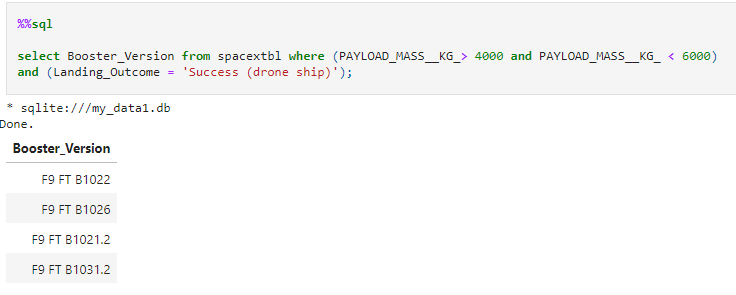 %%sql
select Booster_Version from spacextbl where (PAYLOAD_MASS__KG_> 4000 and PAYLOAD_MASS__KG_ < 6000)
and (Landing_Outcome = 'Success (drone ship)');
* sqlite:///my_data1.db
Done.
Booster_Version
F9 FT B1022
F9 FT B1026
F9 FT B1021.2
F9 FT B1031.2